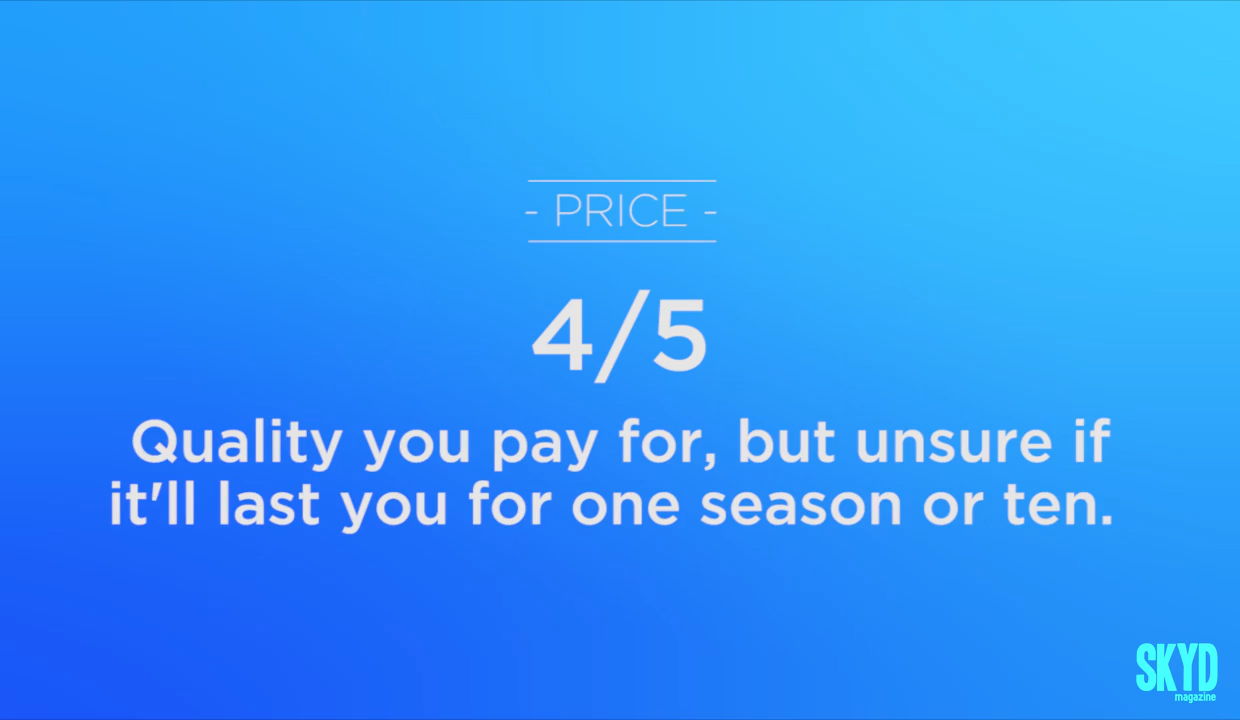 - PRICE -
4/5
Quality you pay for, but unsure if
it'll last you for one season or ten.
SKYD
magazine